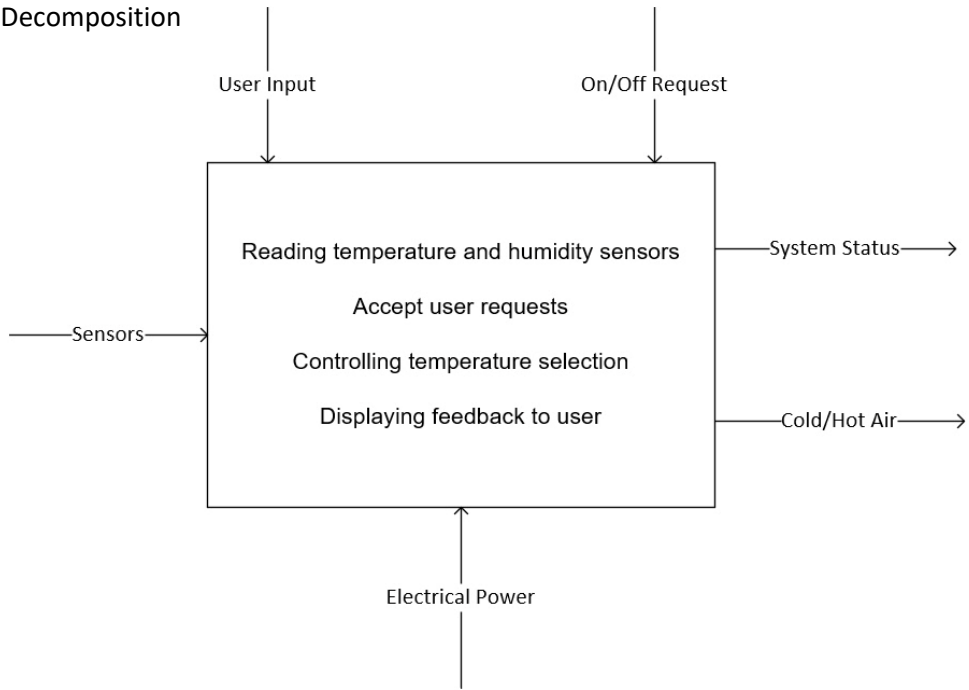 Decomposition
User Input
On/Off Request
Reading temperature and humidity sensors
System Status
Accept user requests
Sensors
Controlling temperature selection
Displaying feedback to user
Cold/Hot Air
Electrical Power